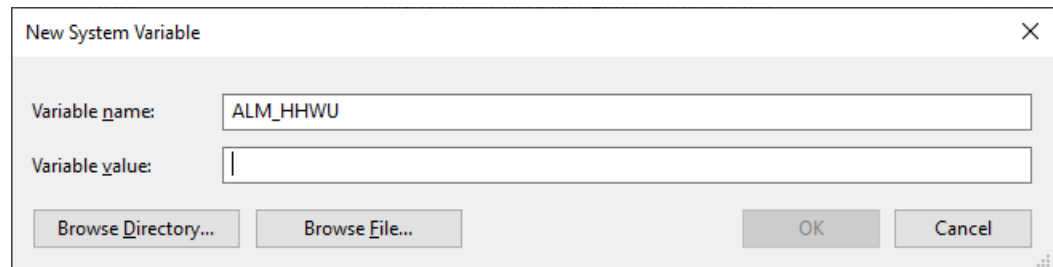 New System Variable
Variable name: ALM_HHWU
Variable value:
Browse Directory... Browse File... OK Cancel